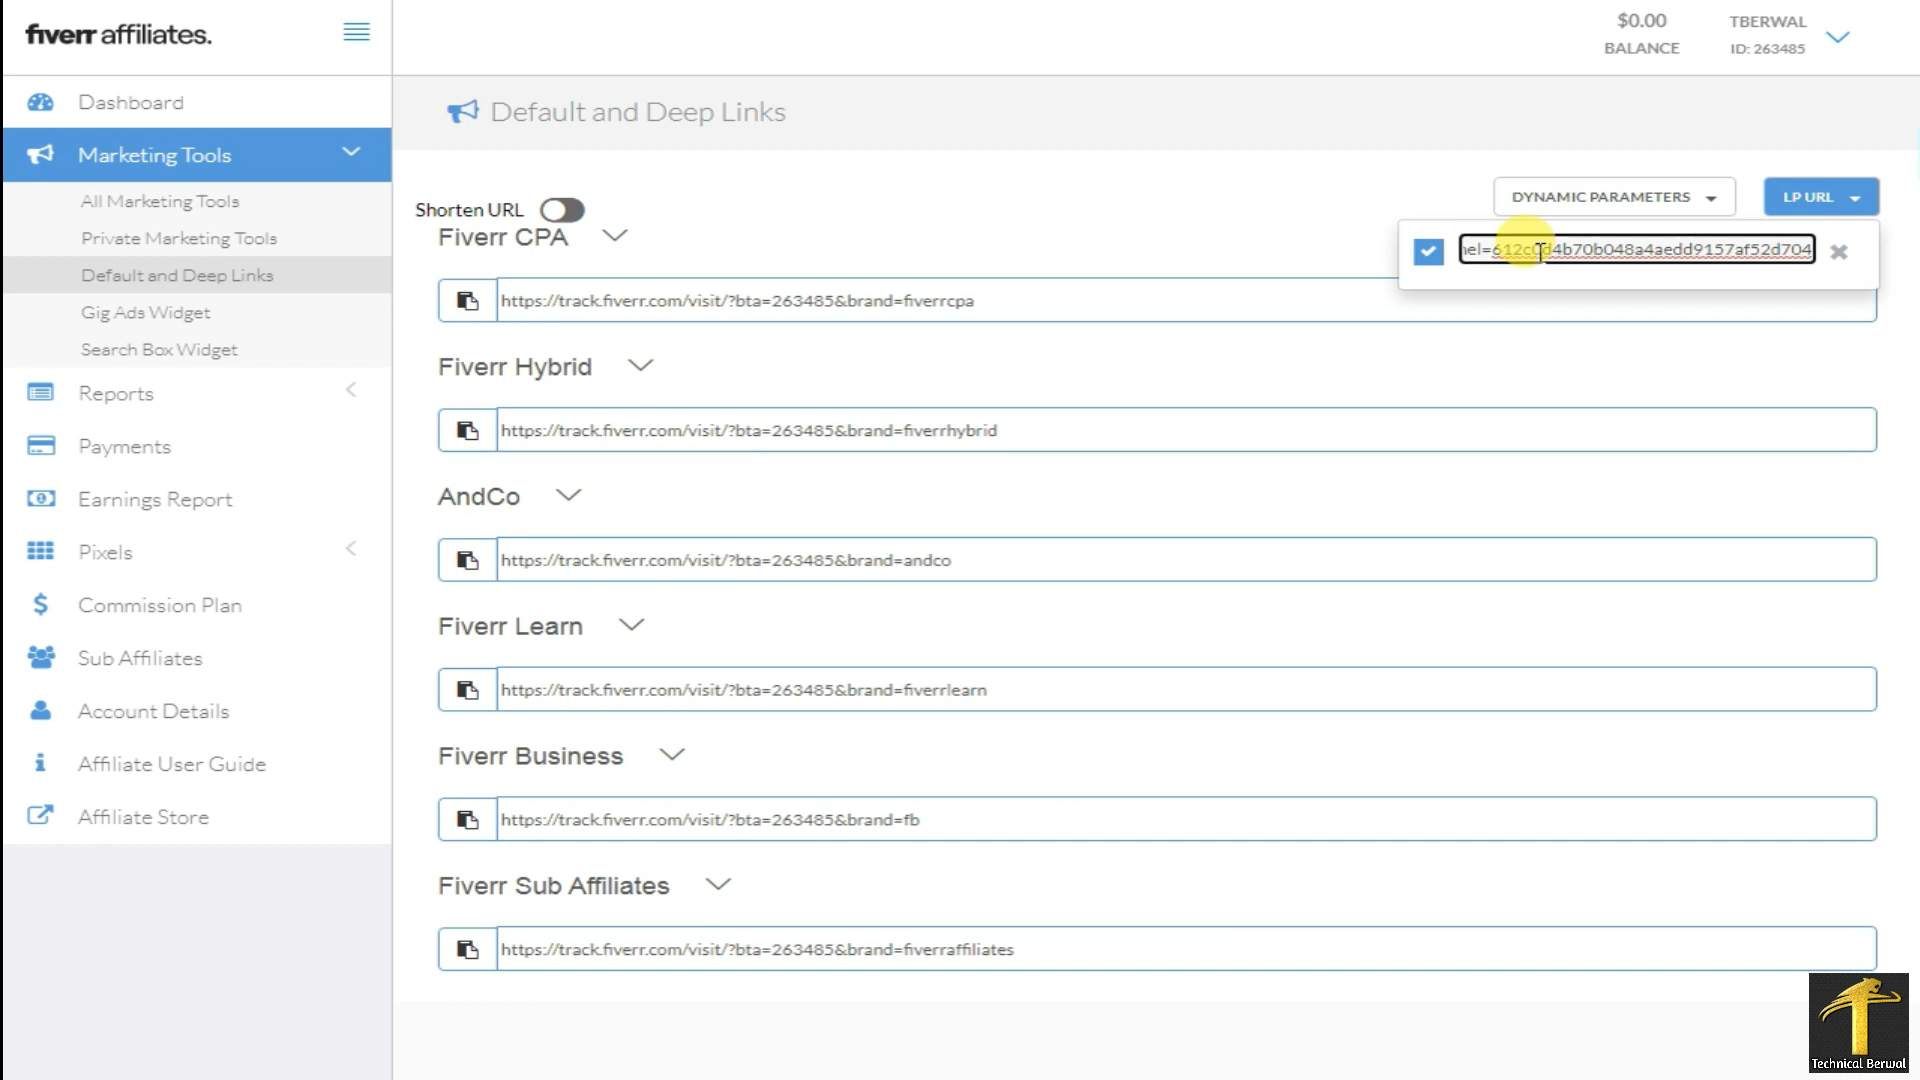 fiverr affiliates.
$0.00
BALANCE
TBERWAL
ID: 263485
Dashboard
Marketing Tools
All Marketing Tools
Private Marketing Tools
Default and Deep Links
Gig Ads Widget
Search Box Widget
Reports
Payments
Earnings Report
Pixels
Commission Plan
Sub Affiliates
Account Details
Affiliate User Guide
Affiliate Store
Default and Deep Links
Shorten URL
DYNAMIC PARAMETERS
LP URL
nel=612c0d4b70b048a4aedd9157af52d704
Fiverr CPA
https://track.fiverr.com/visit/?bta=263485&brand=fiverrcpa
Fiverr Hybrid
https://track.fiverr.com/visit/?bta=263485&brand=fiverrhybrid
AndCo
https://track.fiverr.com/visit/?bta=263485&brand=andco
Fiverr Learn
https://track.fiverr.com/visit/?bta=263485&brand=fiverrlearn
Fiverr Business
https://track.fiverr.com/visit/?bta=263485&brand=fb
Fiverr Sub Affiliates
https://track.fiverr.com/visit/?bta=263485&brand=fiverraffiliates
Technical Berwal